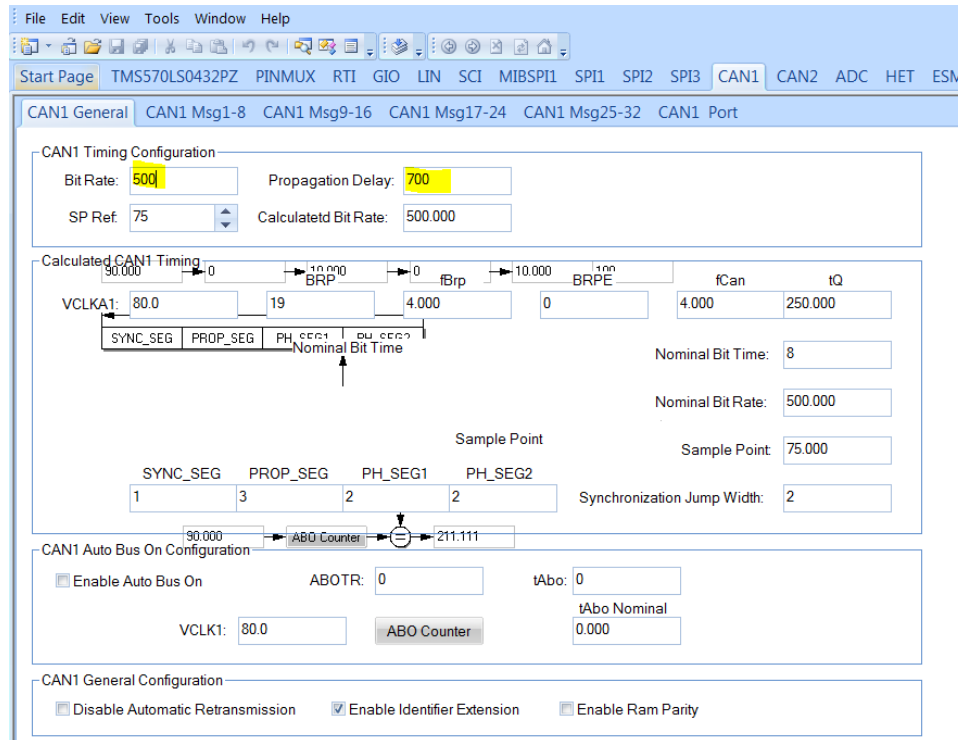 File Edit View Tools Window Help
Start Page TMS570LS0432PZ PINMUX RTI GIO LIN SCI MIBSPI1 SPI1 SPI2 SPI3 CAN1 CAN2 ADC HET ESM
CAN1 General CAN1 Msg1-8 CAN1 Msg9-16 CAN1 Msg17-24 CAN1 Msg25-32 CAN1 Port
CAN1 Timing Configuration
Bit Rate: 500 Propagation Delay: 700
SP Ref: 75 Calculatetd Bit Rate: 500.000
Calculated CAN1 Timing
90.000 0 10.000 0 10.000 100
BRP fBrp BRPE fCan tQ
VCLKA1: 80.0 19 4.000 0 4.000 250.000
SYNC_SEG PROP_SEG PH_SEG1 PH_SEG2
Nominal Bit Time
Nominal Bit Time: 8
Nominal Bit Rate: 500.000
Sample Point
Sample Point: 75.000
SYNC_SEG PROP_SEG PH_SEG1 PH_SEG2
1 3 2 2 Synchronization Jump Width: 2
90.000 ABO Counter = 211.111
CAN1 Auto Bus On Configuration
Enable Auto Bus On ABOTR: 0 tAbo: 0
tAbo Nominal
VCLK1: 80.0 ABO Counter 0.000
CAN1 General Configuration
Disable Automatic Retransmission Enable Identifier Extension Enable Ram Parity